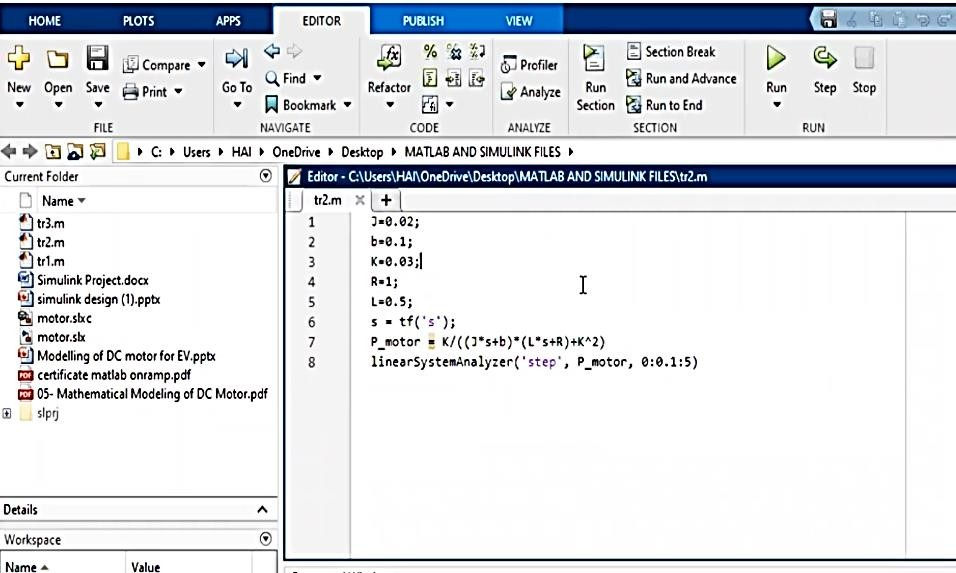 HOME PLOTS APPS EDITOR PUBLISH VIEW
New Open Save Compare Print
FILE
Go To Find Bookmark
NAVIGATE
Refactor
CODE
Profiler
Analyze
ANALYZE
Run Section
Section Break
Run and Advance
Run to End
SECTION
Run Step Stop
RUN
C: Users HAI OneDrive Desktop MATLAB AND SIMULINK FILES
Current Folder
Name
tr3.m
tr2.m
tr1.m
Simulink Project.docx
simulink design (1).pptx
motor.slxc
motor.slx
Modelling of DC motor for EV.pptx
certificate matlab onramp.pdf
05- Mathematical Modeling of DC Motor.pdf
slprj
Details
Workspace
Name Value
Editor - C:\Users\HAI\OneDrive\Desktop\MATLAB AND SIMULINK FILES\tr2.m
tr2.m
1 J=0.02;
2 b=0.1;
3 K=0.03;
4 R=1;
5 L=0.5;
6 s = tf('s');
7 P_motor = K/((J*s+b)*(L*s+R)+K^2)
8 linearSystemAnalyzer('step', P_motor, 0:0.1:5)